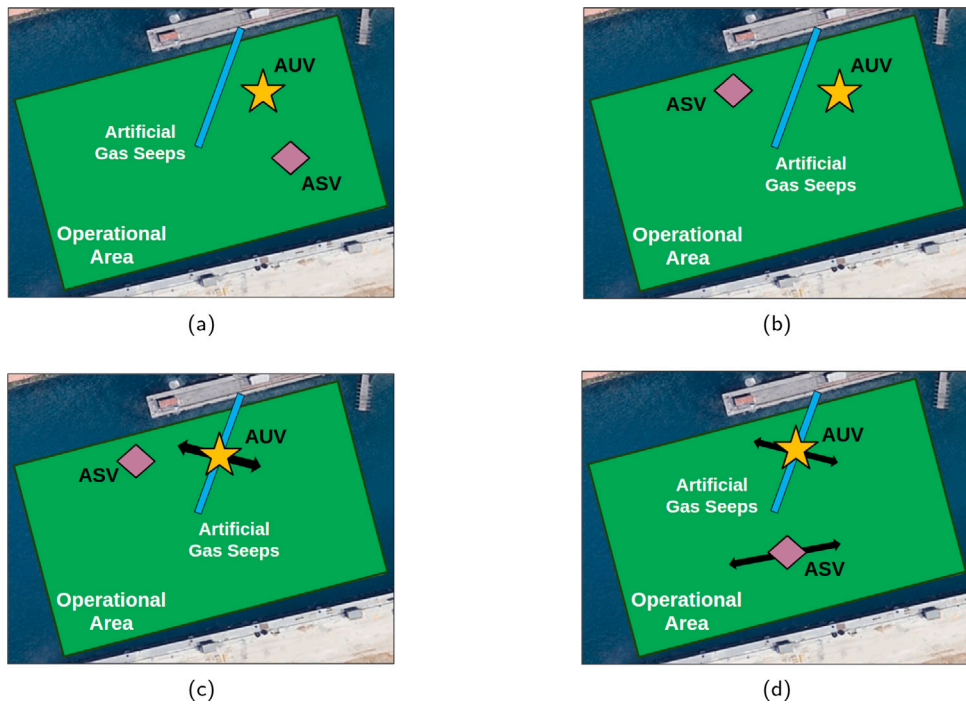 AUV
Artificial
Gas Seeps
ASV
Operational
Area
(a)
AUV
ASV
Artificial
Gas Seeps
Operational
Area
(b)
AUV
ASV
Artificial
Gas Seeps
Operational
Area
(c)
AUV
Artificial
Gas Seeps
ASV
Operational
Area
(d)